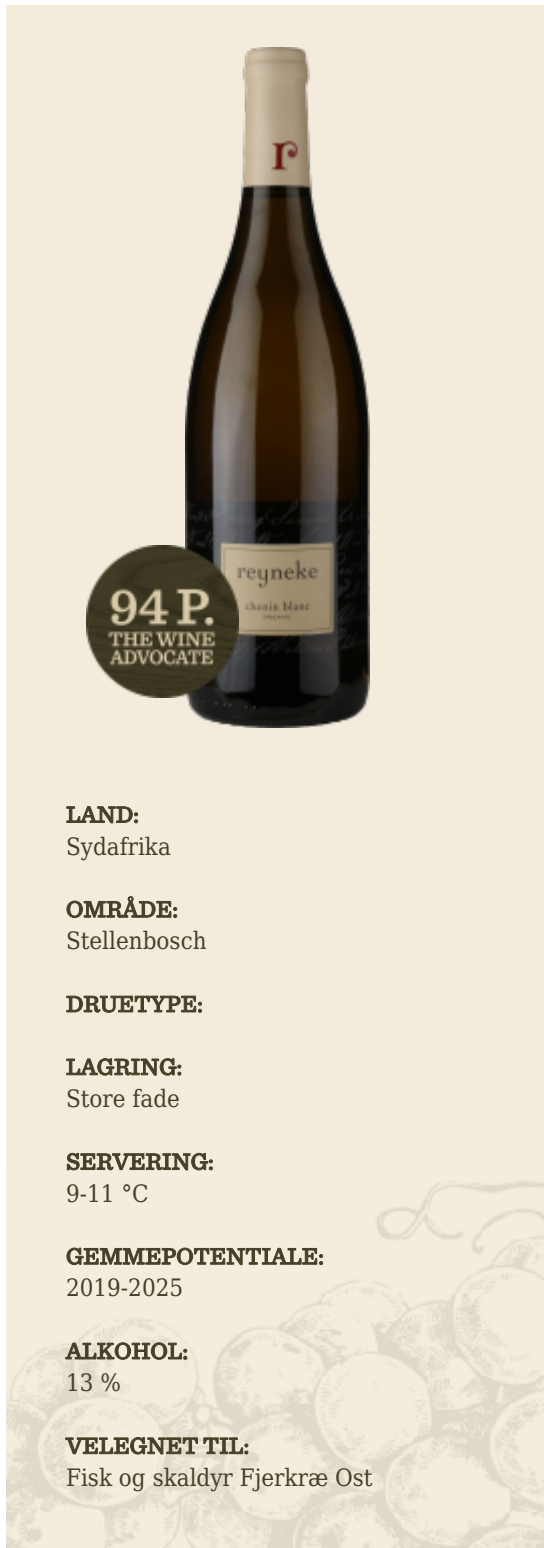 r
reyneke
chenin blanc
ORGANIC
94 P.
THE WINE
ADVOCATE
LAND:
Sydafrika
OMRÅDE:
Stellenbosch
DRUETYPE:
LAGRING:
Store fade
SERVERING:
9-11 °C
GEMMEPOTENTIALE:
2019-2025
ALKOHOL:
13 %
VELEGNET TIL:
Fisk og skaldyr Fjerkræ Ost